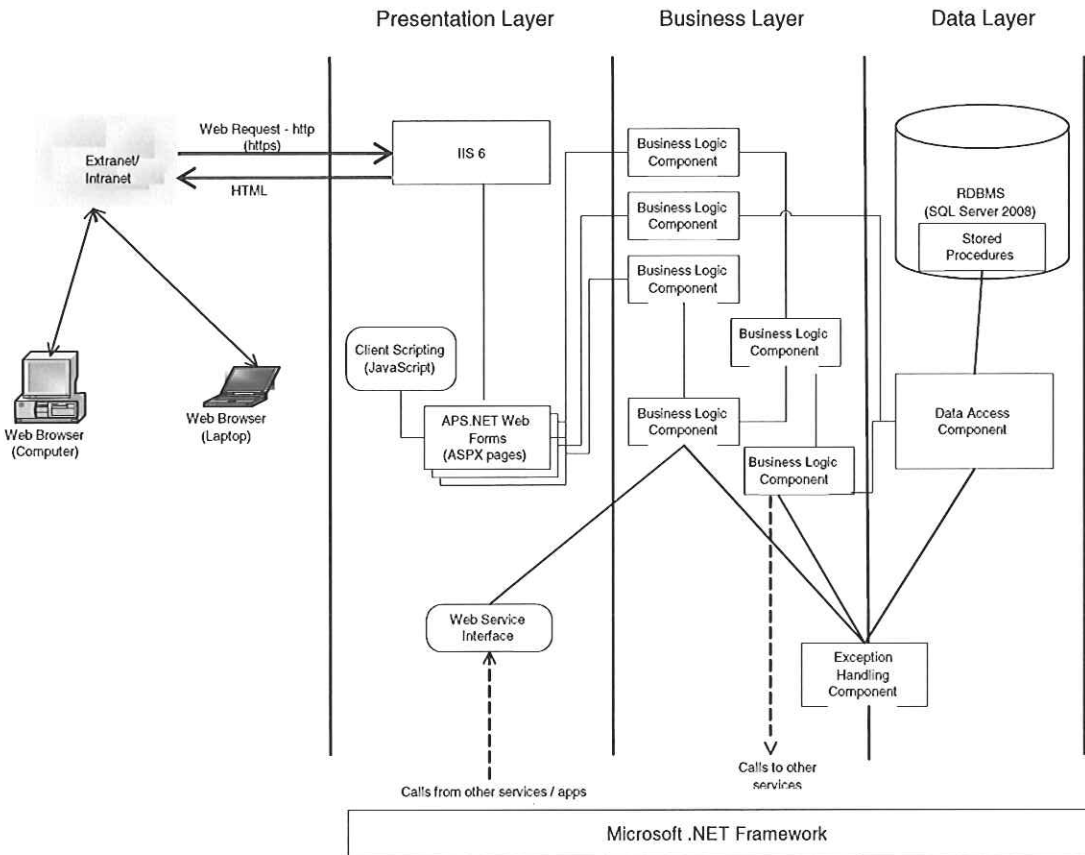 Presentation Layer
Business Layer
Data Layer
Web Request - http
(https)
HTML
Extranet/
Intranet
IIS 6
Web Browser
(Computer)
Web Browser
(Laptop)
Client Scripting
(JavaScript)
APS.NET Web
Forms
(ASPX pages)
Web Service
Interface
Calls from other services / apps
Business Logic
Component
Business Logic
Component
Business Logic
Component
Business Logic
Component
Business Logic
Component
Business Logic
Component
Calls to other
services
RDBMS
(SQL Server 2008)
Stored
Procedures
Data Access
Component
Exception
Handling
Component
Microsoft .NET Framework